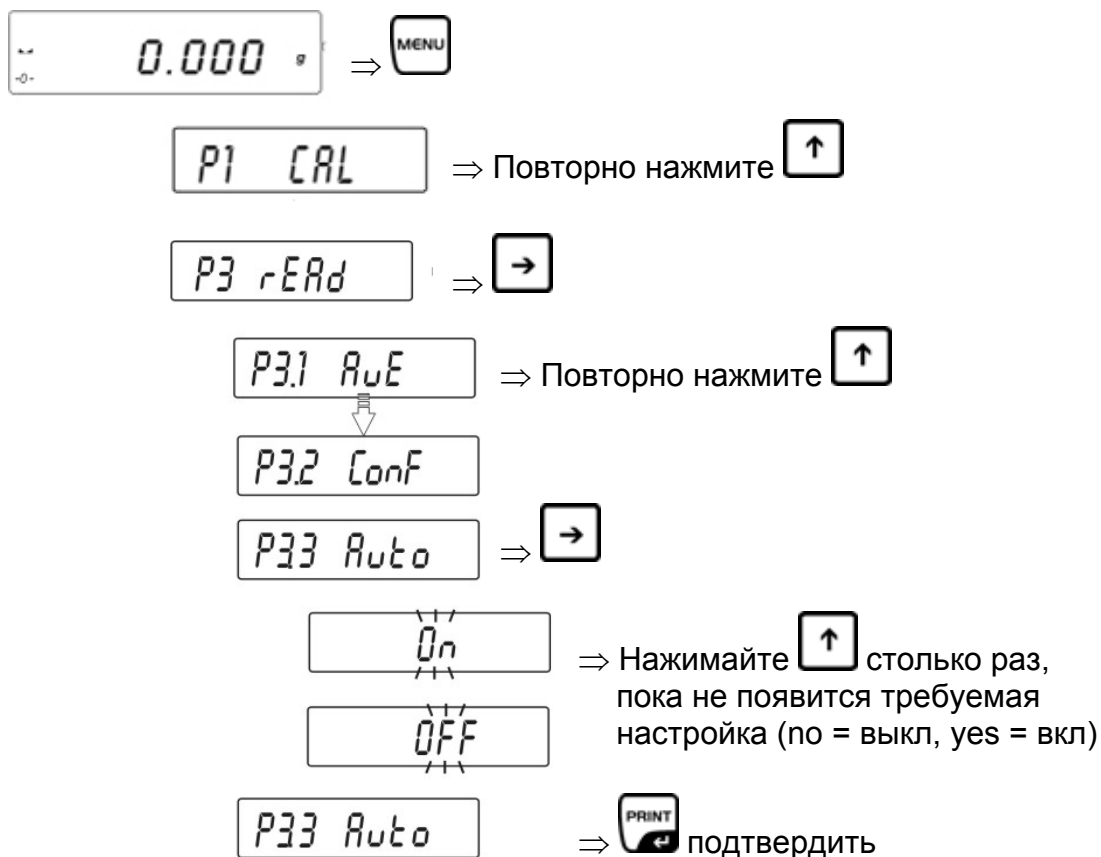 -0- 0.000 g ⇒ MENU
P1 CAL ⇒ Повторно нажмите ↑
P3 rEAd ⇒ →
P3.1 AuE ⇒ Повторно нажмите ↑
P3.2 ConF
P3.3 Auto ⇒ →
On ⇒ Нажимайте ↑ столько раз,
пока не появится требуемая
OFF настройка (no = выкл, yes = вкл)
P3.3 Auto ⇒ PRINT подтвердить